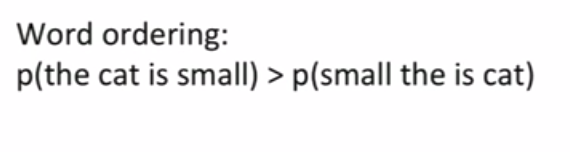 Word ordering:
p(the cat is small) > p(small the is cat)